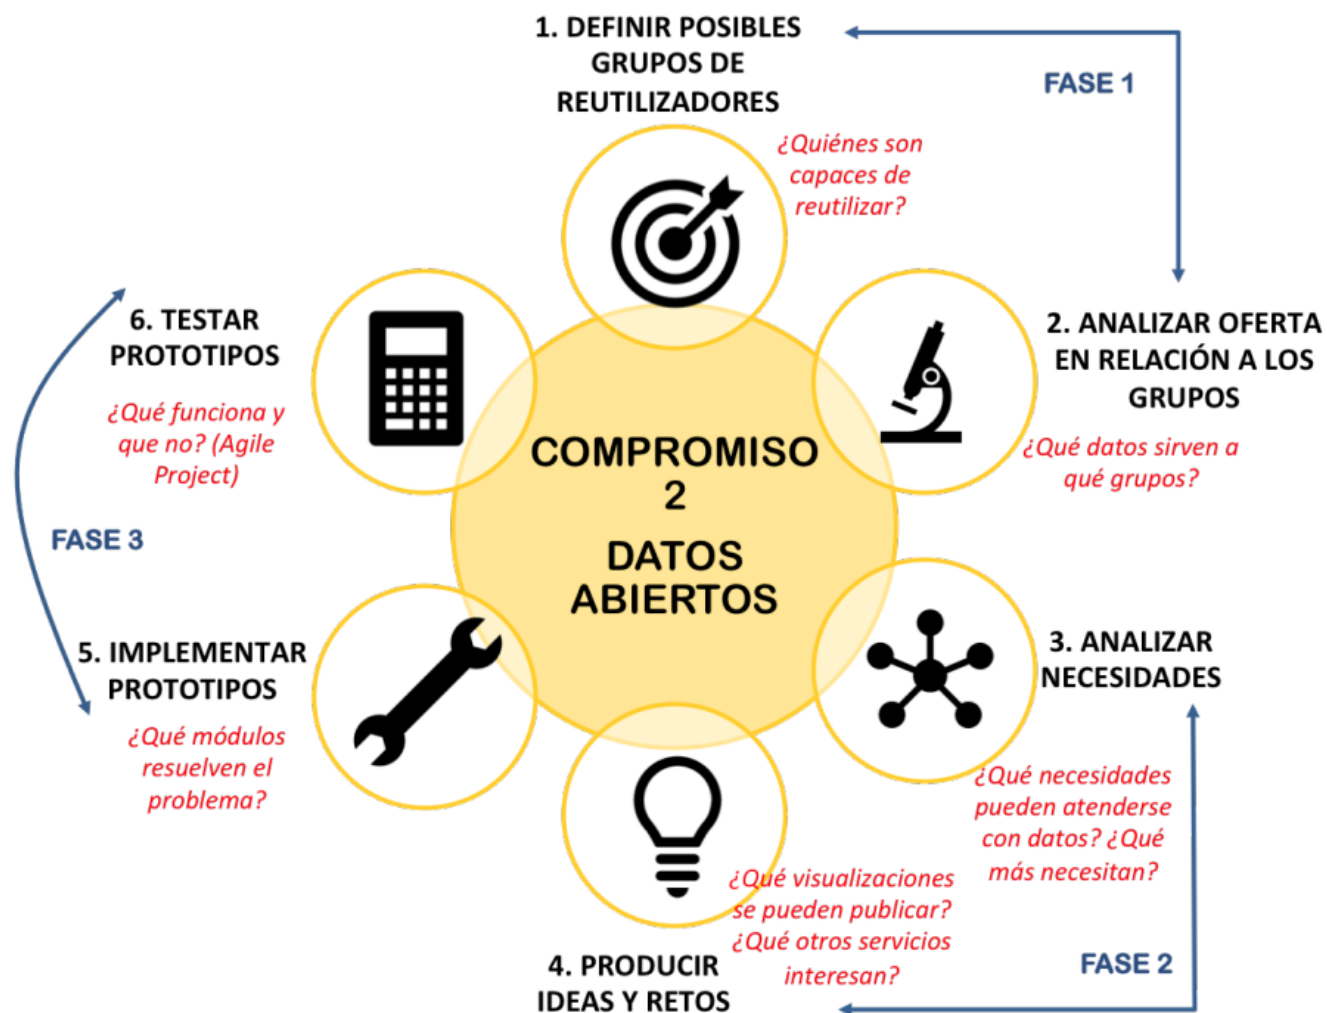 1. DEFINIR POSIBLES
GRUPOS DE
REUTILIZADORES
¿Quiénes son
capaces de
reutilizar?
FASE 1
2. ANALIZAR OFERTA
EN RELACIÓN A LOS
GRUPOS
¿Qué datos sirven a
qué grupos?
3. ANALIZAR
NECESIDADES
¿Qué necesidades
pueden atenderse
con datos? ¿Qué
más necesitan?
FASE 2
4. PRODUCIR
IDEAS Y RETOS
¿Qué visualizaciones
se pueden publicar?
¿Qué otros servicios
interesan?
5. IMPLEMENTAR
PROTOTIPOS
¿Qué módulos
resuelven el
problema?
FASE 3
6. TESTAR
PROTOTIPOS
¿Qué funciona y
que no? (Agile
Project)
COMPROMISO
2
DATOS
ABIERTOS